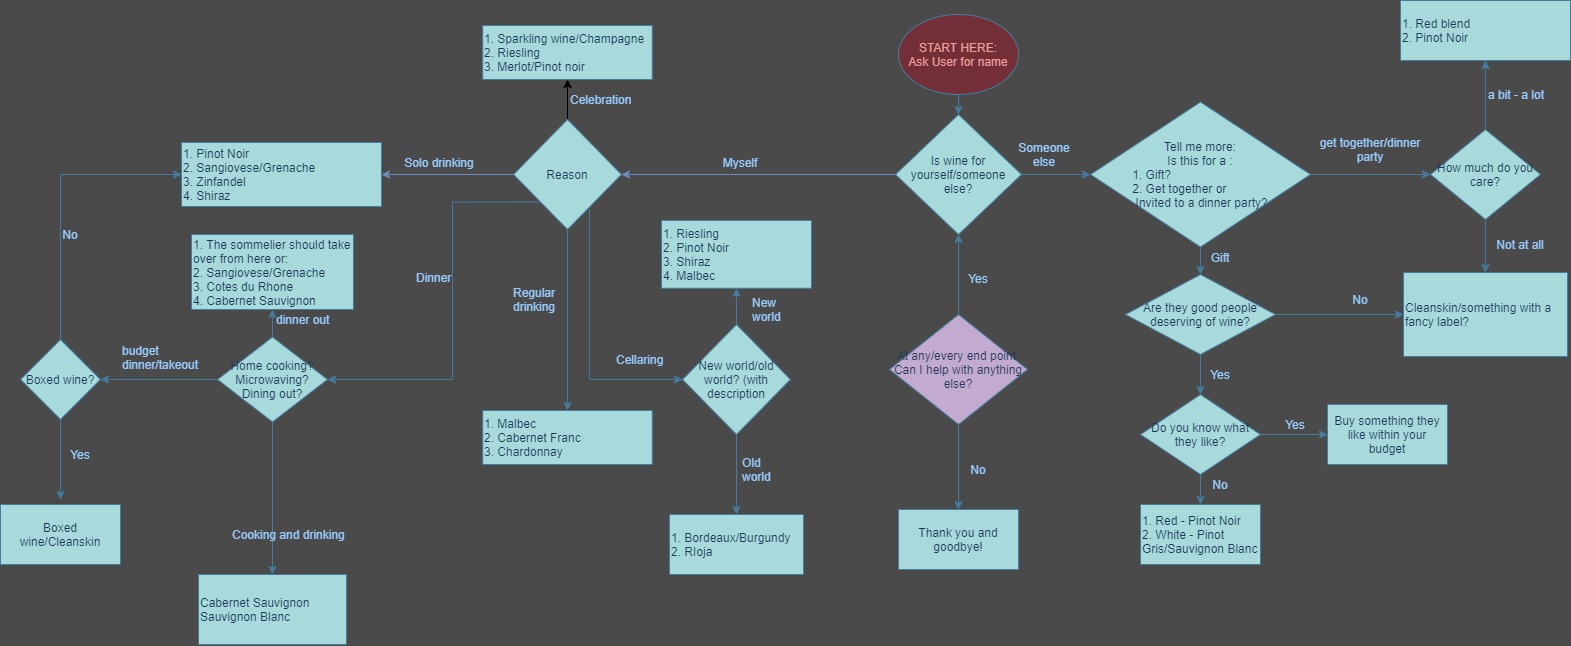 START HERE:
Ask User for name
Is wine for
yourself/someone
else?
Myself
Someone
else
Reason
Celebration
1. Sparkling wine/Champagne
2. Riesling
3. Merlot/Pinot noir
Solo drinking
1. Pinot Noir
2. Sangiovese/Grenache
3. Zinfandel
4. Shiraz
Dinner
Home cooking?
Microwaving?
Dining out?
dinner out
1. The sommelier should take
over from here or:
2. Sangiovese/Grenache
3. Cotes du Rhone
4. Cabernet Sauvignon
budget
dinner/takeout
Boxed wine?
No
Yes
Boxed
wine/Cleanskin
Cooking and drinking
Cabernet Sauvignon
Sauvignon Blanc
Regular
drinking
1. Malbec
2. Cabernet Franc
3. Chardonnay
Cellaring
New world/old
world? (with
description
New
world
1. Riesling
2. Pinot Noir
3. Shiraz
4. Malbec
Old
world
1. Bordeaux/Burgundy
2. RIoja
Yes
At any/every end point
Can I help with anything
else?
No
Thank you and
goodbye!
Tell me more:
Is this for a :
1. Gift?
2. Get together or
Invited to a dinner party?
get together/dinner
party
How much do you
care?
a bit - a lot
1. Red blend
2. Pinot Noir
Not at all
Cleanskin/something with a
fancy label?
Gift
Are they good people
deserving of wine?
No
Yes
Do you know what
they like?
Yes
Buy something they
like within your
budget
No
1. Red - Pinot Noir
2. White - Pinot
Gris/Sauvignon Blanc